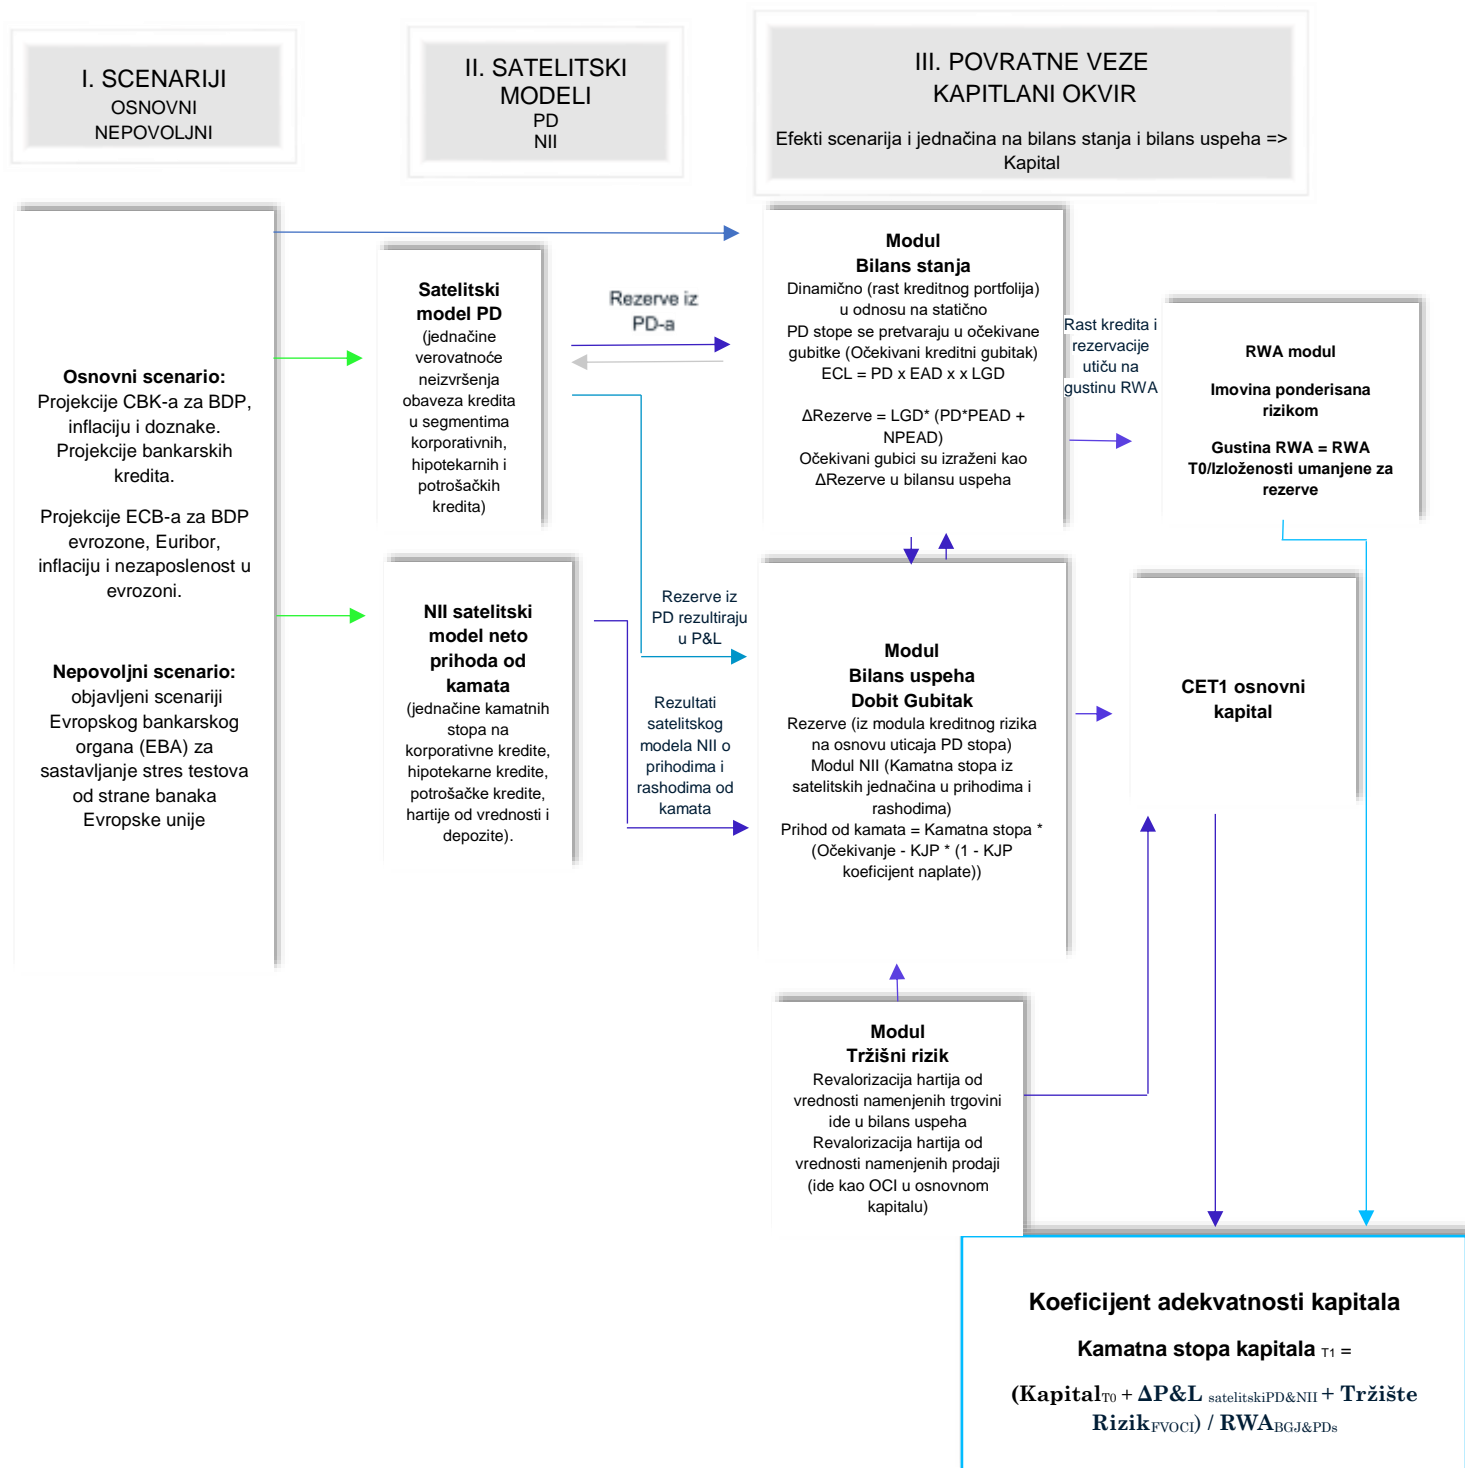 I. SCENARIJI
OSNOVNI
NEPOVOLJNI
II. SATELITSKI
MODELI
PD
NII
III. POVRATNE VEZE
KAPITLANI OKVIR
Efekti scenarija i jednačina na bilans stanja i bilans uspeha =>
Kapital
Osnovni scenario:
Projekcije CBK-a za BDP,
inflaciju i doznake.
Projekcije bankarskih
kredita.
Projekcije ECB-a za BDP
evrozone, Euribor,
inflaciju i nezaposlenost u
evrozoni.
Nepovoljni scenario:
objavljeni scenariji
Evropskog bankarskog
organa (EBA) za
sastavljanje stres testova
od strane banaka
Evropske unije
Satelitski
model PD
(jednačine
verovatnoće
neizvršenja
obaveza kredita
u segmentima
korporativnih,
hipotekarnih i
potrošačkih
kredita)
NII satelitski
model neto
prihoda od
kamata
(jednačine kamatnih
stopa na
korporativne kredite,
hipotekarne kredite,
potrošačke kredite,
hartije od vrednosti i
depozite).
Rezerve iz
PD-a
Rezerve iz
PD rezultiraju
u P&L
Rezultati
satelitskog
modela NII o
prihodima i
rashodima od
kamata
Modul
Bilans stanja
Dinamično (rast kreditnog portfolija)
u odnosu na statično
PD stope se pretvaraju u očekivane
gubitke (Očekivani kreditni gubitak)
ECL = PD x EAD x x LGD
ΔRezerve = LGD* (PD*PEAD +
NPEAD)
Očekivani gubici su izraženi kao
ΔRezerve u bilansu uspeha
Modul
Bilans uspeha
Dobit Gubitak
Rezerve (iz modula kreditnog rizika
na osnovu uticaja PD stopa)
Modul NII (Kamatna stopa iz
satelitskih jednačina u prihodima i
rashodima)
Prihod od kamata = Kamatna stopa *
(Očekivanje - KJP * (1 - KJP
koeficijent naplate))
Modul
Tržišni rizik
Revalorizacija hartija od
vrednosti namenjenih trgovini
ide u bilans uspeha
Revalorizacija hartija od
vrednosti namenjenih prodaji
(ide kao OCI u osnovnom
kapitalu)
Rast kredita i
rezervacije
utiču na
gustinu RWA
RWA modul
Imovina ponderisana
rizikom
Gustina RWA = RWA
T0/Izloženosti umanjene za
rezerve
CET1 osnovni
kapital
Koeficijent adekvatnosti kapitala
Kamatna stopa kapitala T1 =
(KapitalT0 + ΔP&L satelitskiPD&NII + Tržište
RizikFVOCI) / RWABGJ&PDs